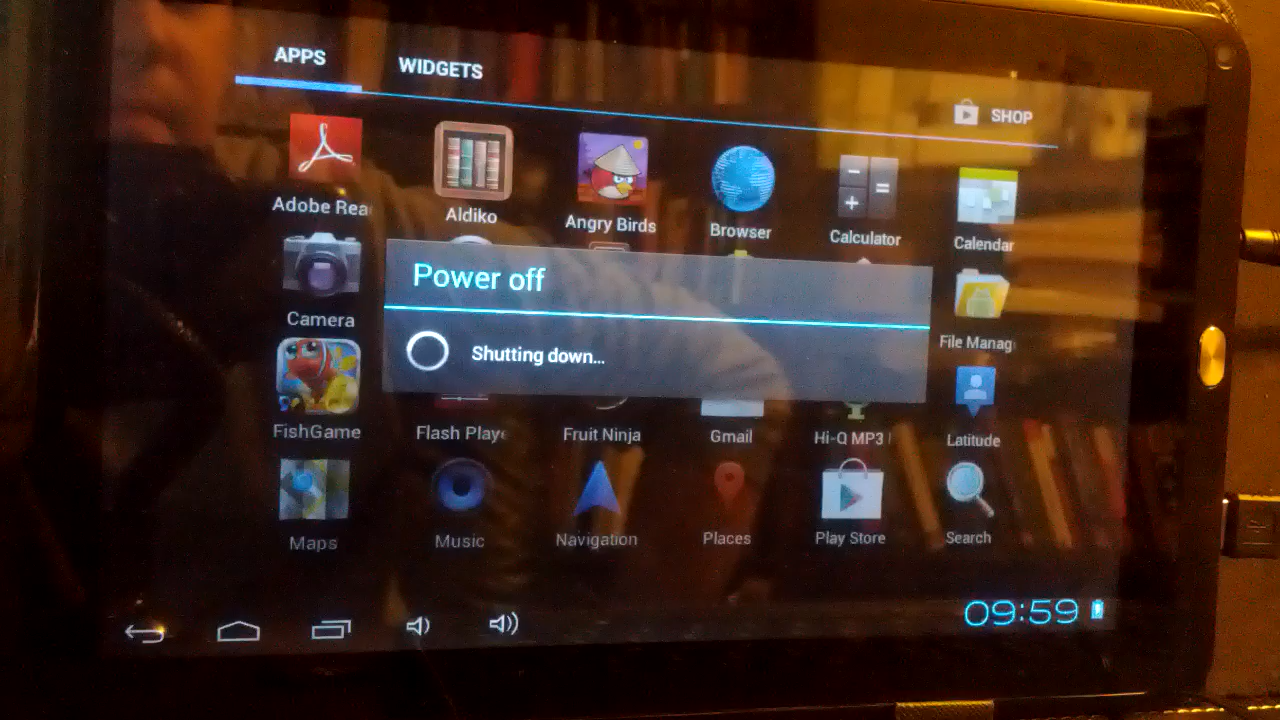 APPS WIDGETS
SHOP
Adobe Rea Aldiko Angry Birds Browser Calculator Calendar
Power off
Camera File Manag
Shutting down...
FishGame Flash Playe Fruit Ninja Gmail Hi-Q MP3 Latitude
Maps Music Navigation Places Play Store Search
09:59